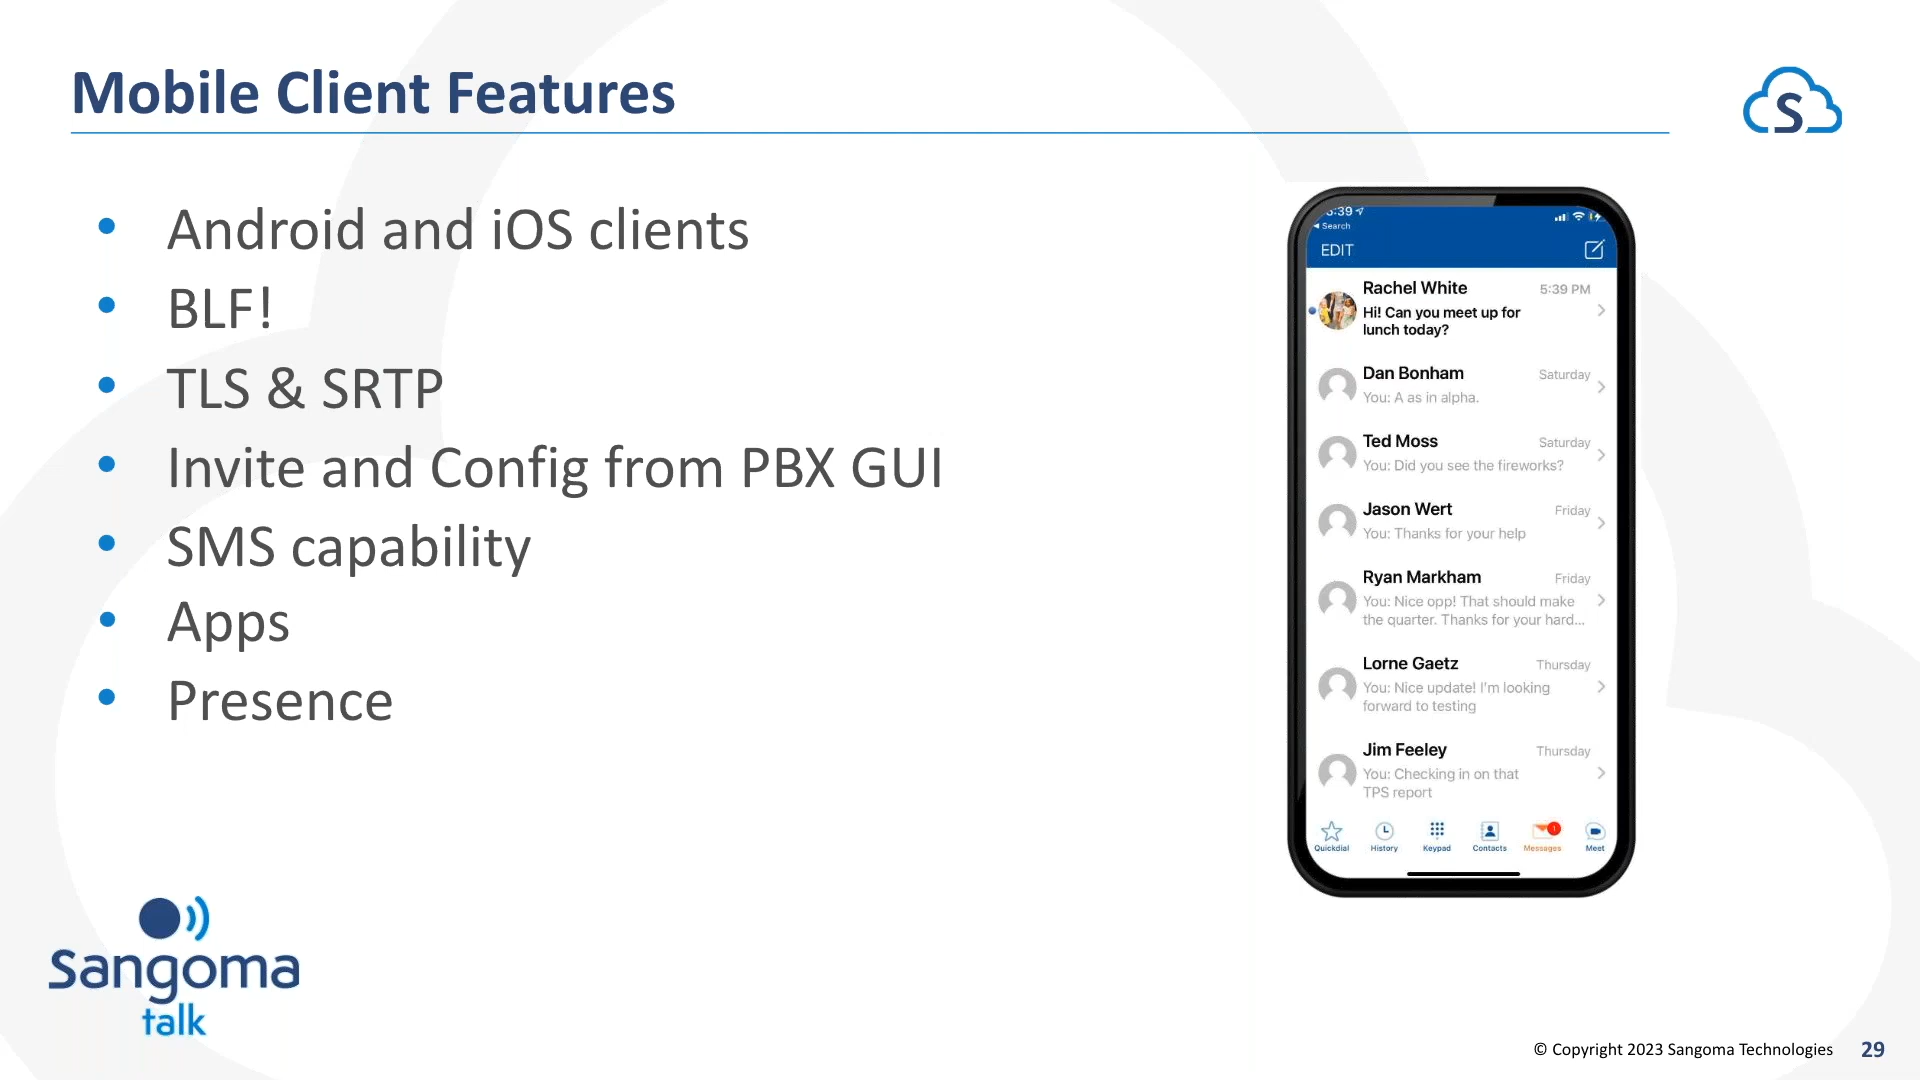 Mobile Client Features
S
• Android and iOS clients
• BLF!
• TLS & SRTP
• Invite and Config from PBX GUI
• SMS capability
• Apps
• Presence
5:39
Search
EDIT
Rachel White 5:39 PM
Hi! Can you meet up for
lunch today?
Dan Bonham Saturday
You: A as in alpha.
Ted Moss Saturday
You: Did you see the fireworks?
Jason Wert Friday
You: Thanks for your help
Ryan Markham Friday
You: Nice opp! That should make
the quarter. Thanks for your hard...
Lorne Gaetz Thursday
You: Nice update! I'm looking
forward to testing
Jim Feeley Thursday
You: Checking in on that
TPS report
1
Quickdial History Keypad Contacts Messages Meet
Sangoma
talk
© Copyright 2023 Sangoma Technologies 29